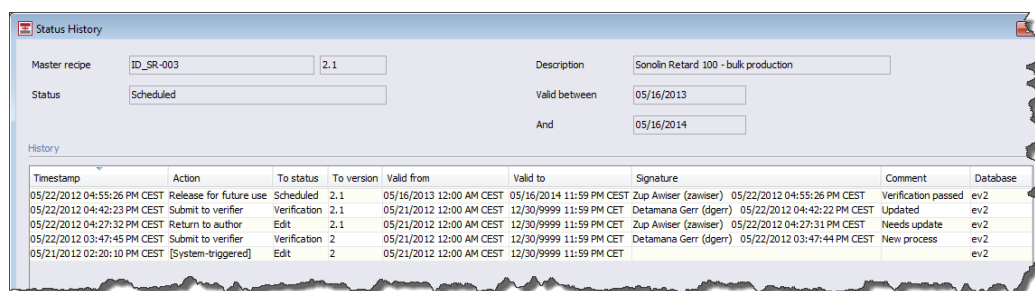 Status History
Master recipe ID_SR-003 2.1 Description Sonolin Retard 100 - bulk production
Status Scheduled Valid between 05/16/2013
And 05/16/2014
History
Timestamp Action To status To version Valid from Valid to Signature Comment Database
05/22/2012 04:55:26 PM CEST Release for future use Scheduled 2.1 05/16/2013 12:00 AM CEST 05/16/2014 11:59 PM CEST Zup Awiser (zawiser) 05/22/2012 04:55:26 PM CEST Verification passed ev2
05/22/2012 04:42:23 PM CEST Submit to verifier Verification 2.1 05/21/2012 12:00 AM CEST 12/30/9999 11:59 PM CET Detamana Gerr (dgerr) 05/22/2012 04:42:22 PM CEST Updated ev2
05/22/2012 04:27:32 PM CEST Return to author Edit 2.1 05/21/2012 12:00 AM CEST 12/30/9999 11:59 PM CET Zup Awiser (zawiser) 05/22/2012 04:27:31 PM CEST Needs update ev2
05/22/2012 03:47:45 PM CEST Submit to verifier Verification 2 05/21/2012 12:00 AM CEST 12/30/9999 11:59 PM CET Detamana Gerr (dgerr) 05/22/2012 03:47:44 PM CEST New process ev2
05/21/2012 02:20:10 PM CEST [System-triggered] Edit 2 05/21/2012 12:00 AM CEST 12/30/9999 11:59 PM CET ev2